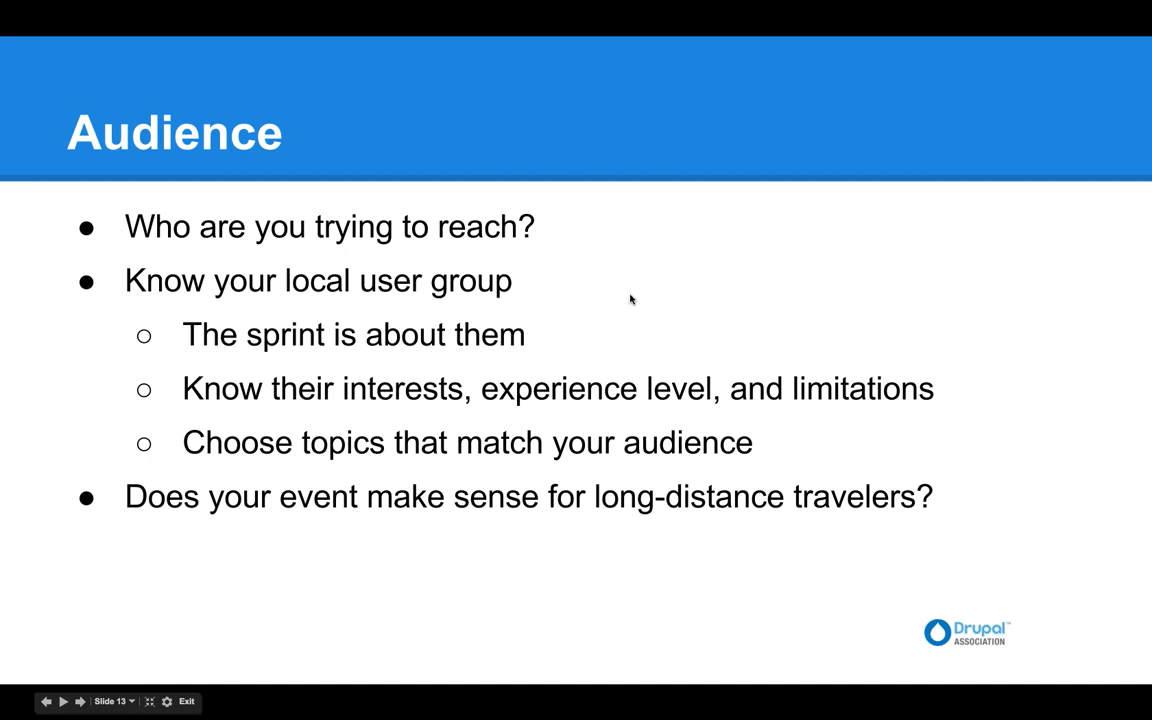 Audience
● Who are you trying to reach?
● Know your local user group
○ The sprint is about them
○ Know their interests, experience level, and limitations
○ Choose topics that match your audience
● Does your event make sense for long-distance travelers?
Drupal™
ASSOCIATION
Slide 13
Exit